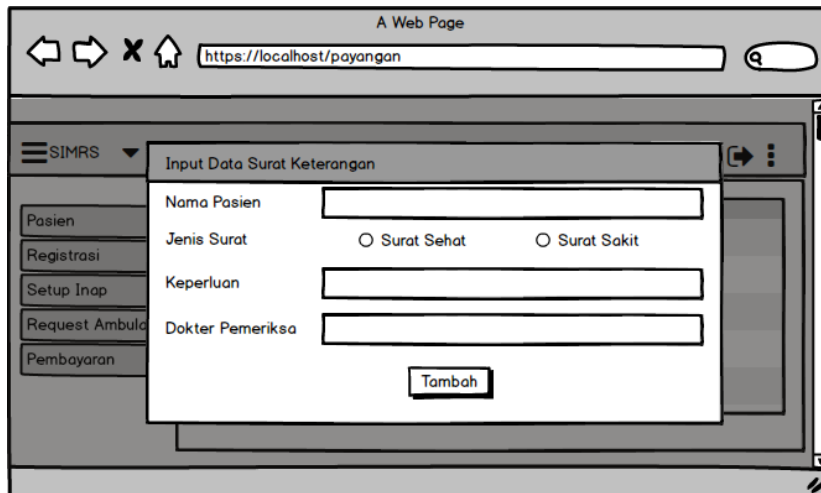 A Web Page
https://localhost/payangan
SIMRS
Input Data Surat Keterangan
Nama Pasien
Jenis Surat
Surat Sehat
Surat Sakit
Keperluan
Dokter Pemeriksa
Tambah
Pasien
Registrasi
Setup Inap
Request Ambula
Pembayaran